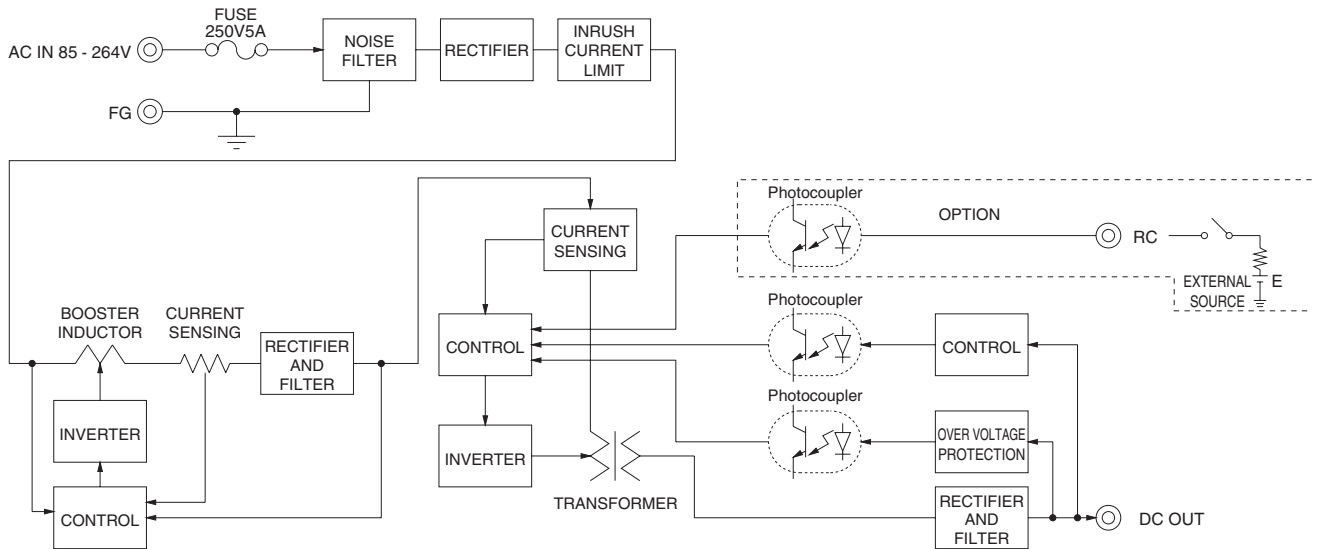 FUSE
250V5A
AC IN 85 - 264V
NOISE
FILTER
RECTIFIER
INRUSH
CURRENT
LIMIT
FG
Photocoupler
OPTION
RC
E
EXTERNAL
SOURCE
CURRENT
SENSING
BOOSTER
INDUCTOR
CURRENT
SENSING
RECTIFIER
AND
FILTER
CONTROL
Photocoupler
CONTROL
INVERTER
INVERTER
TRANSFORMER
Photocoupler
OVER VOLTAGE
PROTECTION
CONTROL
RECTIFIER
AND
FILTER
DC OUT